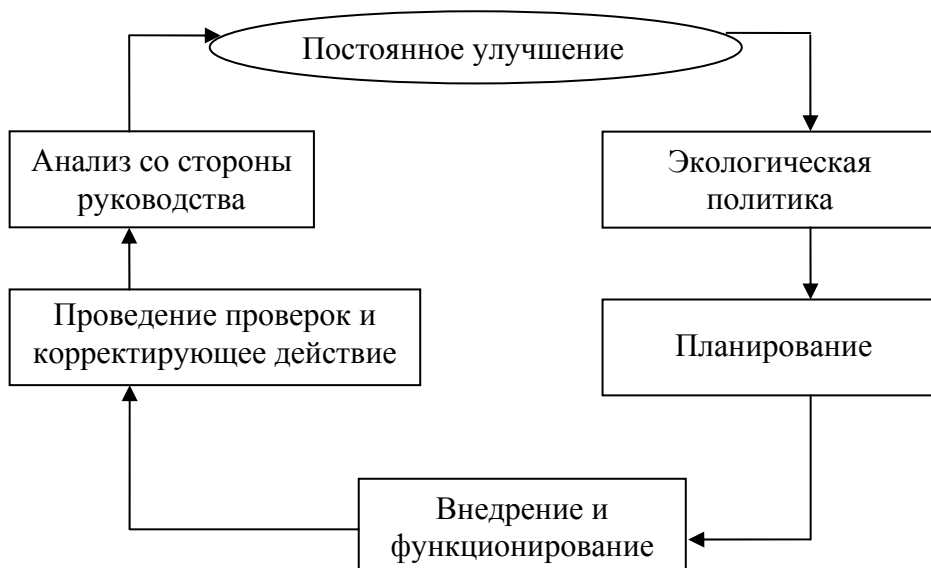 Постоянное улучшение
Анализ со стороны
руководства
Экологическая
политика
Проведение проверок и
корректирующее действие
Планирование
Внедрение и
функционирование